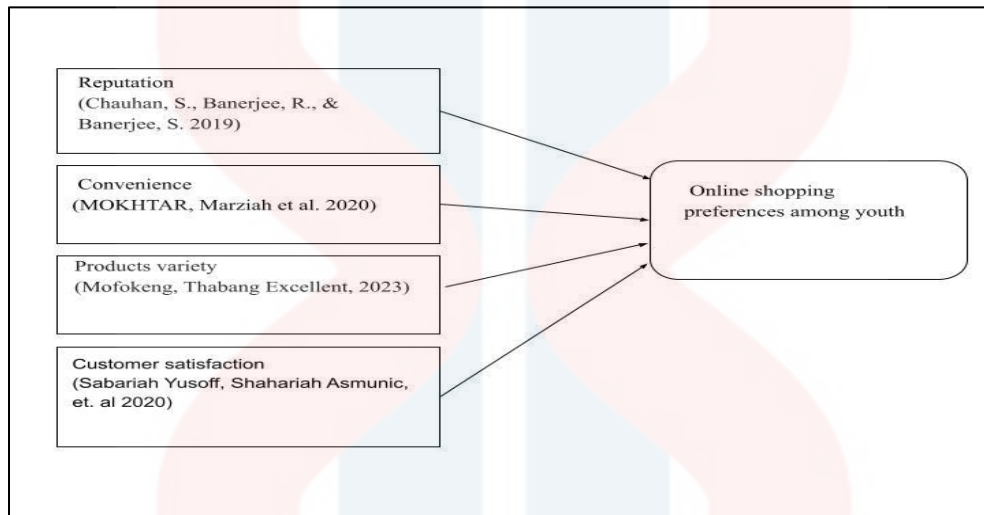 Reputation
(Chauhan, S., Banerjee, R., &
Banerjee, S. 2019)
Convenience
(MOKHTAR, Marziah et al. 2020)
Products variety
(Mofokeng, Thabang Excellent, 2023)
Customer satisfaction
(Sabariah Yusoff, Shahariah Asmunic,
et. al 2020)
Online shopping
preferences among youth